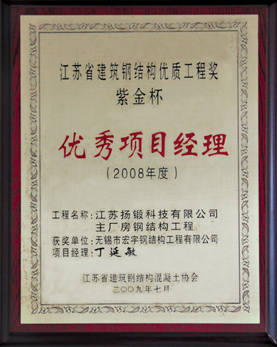 江苏省建筑钢结构优质工程奖
紫金杯
优秀项目经理
(2008年度)
工程名称:江苏扬锻科技有限公司
主厂房钢结构工程
获奖单位:无锡市宏宇钢结构工程有限公司
项目经理:丁延敏
江苏省建筑钢结构混凝土协会
二〇〇九年七月